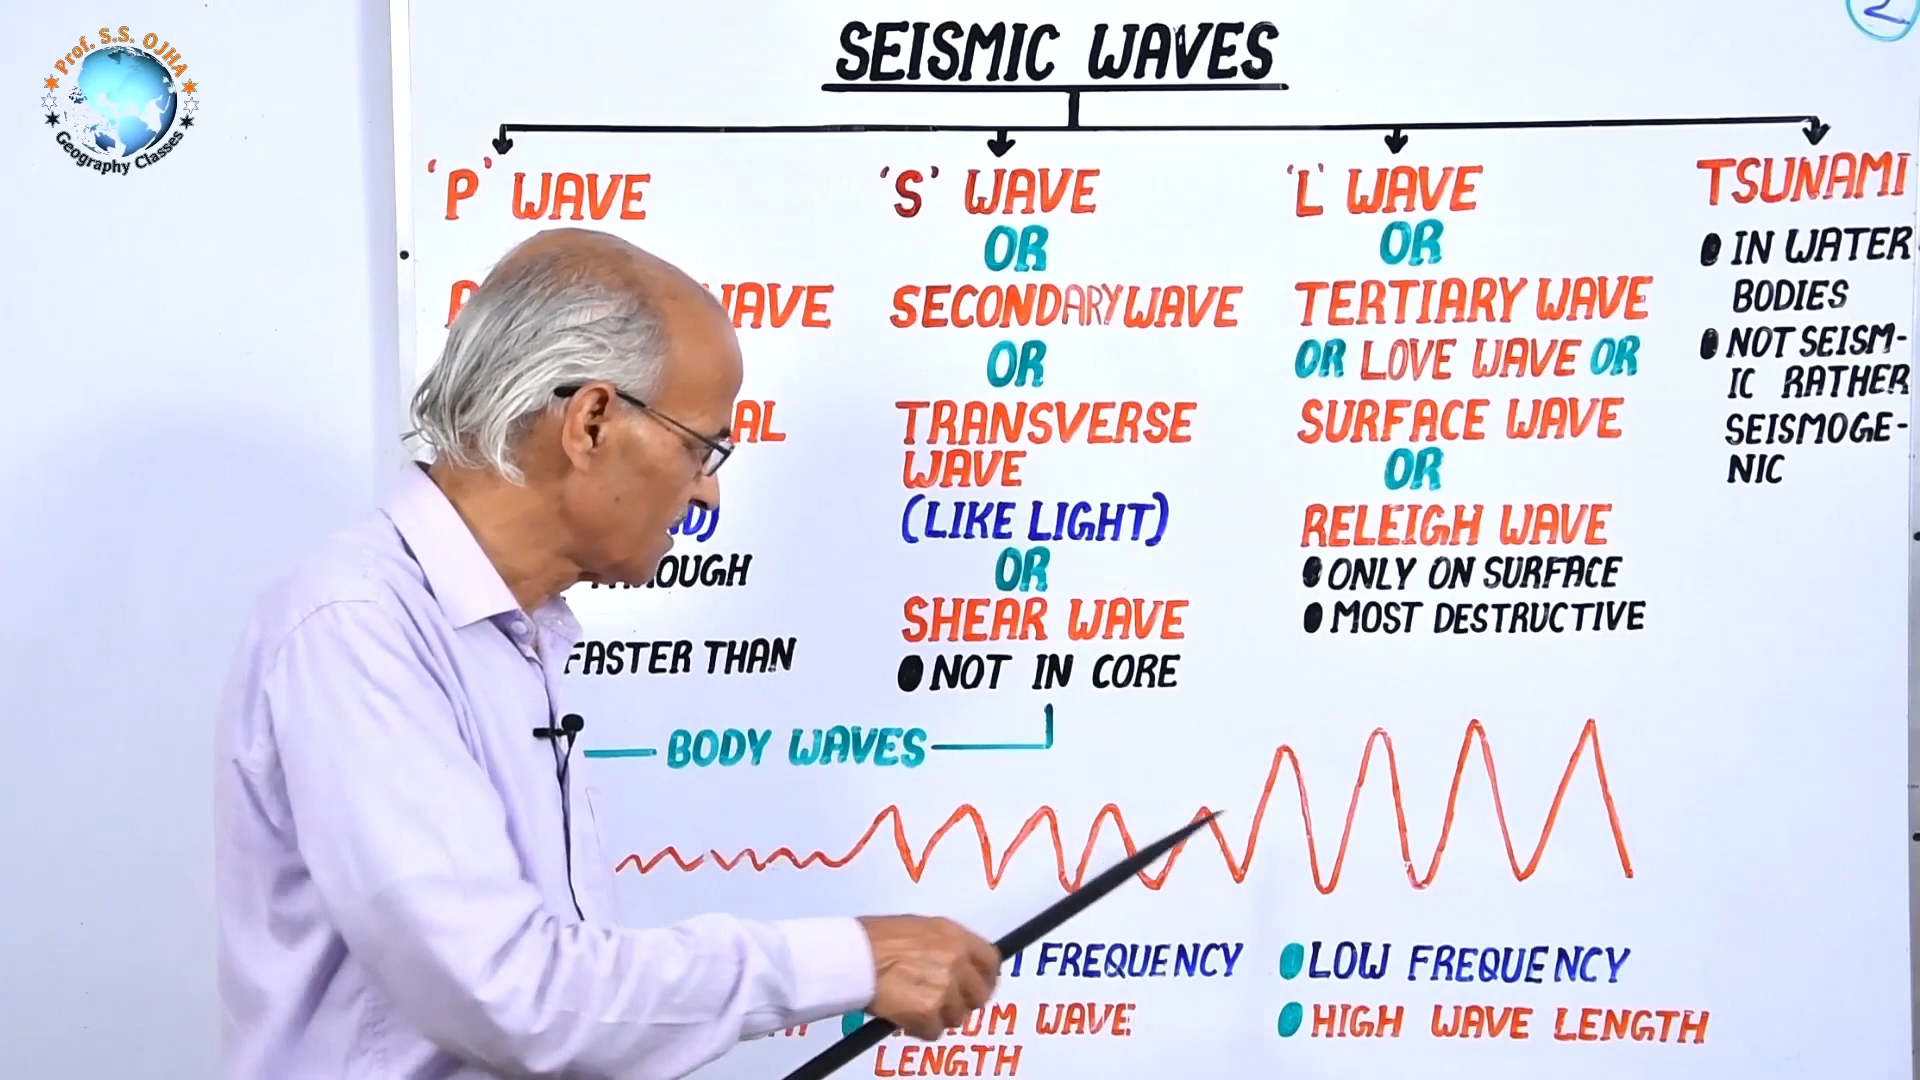 Prof. S.S. OJHA
Geography Classes
2
SEISMIC WAVES
'P' WAVE
WAVE
AL
THROUGH
FASTER THAN
'S' WAVE
OR
SECONDARY WAVE
OR
TRANSVERSE
WAVE
(LIKE LIGHT)
OR
SHEAR WAVE
NOT IN CORE
BODY WAVES
'L' WAVE
OR
TERTIARY WAVE
OR LOVE WAVE OR
SURFACE WAVE
OR
RELEIGH WAVE
ONLY ON SURFACE
MOST DESTRUCTIVE
TSUNAMI
IN WATER
BODIES
NOT SEISM-
IC RATHER
SEISMOGE-
NIC
FREQUENCY
WAVE
LENGTH
LOW FREQUENCY
HIGH WAVE LENGTH